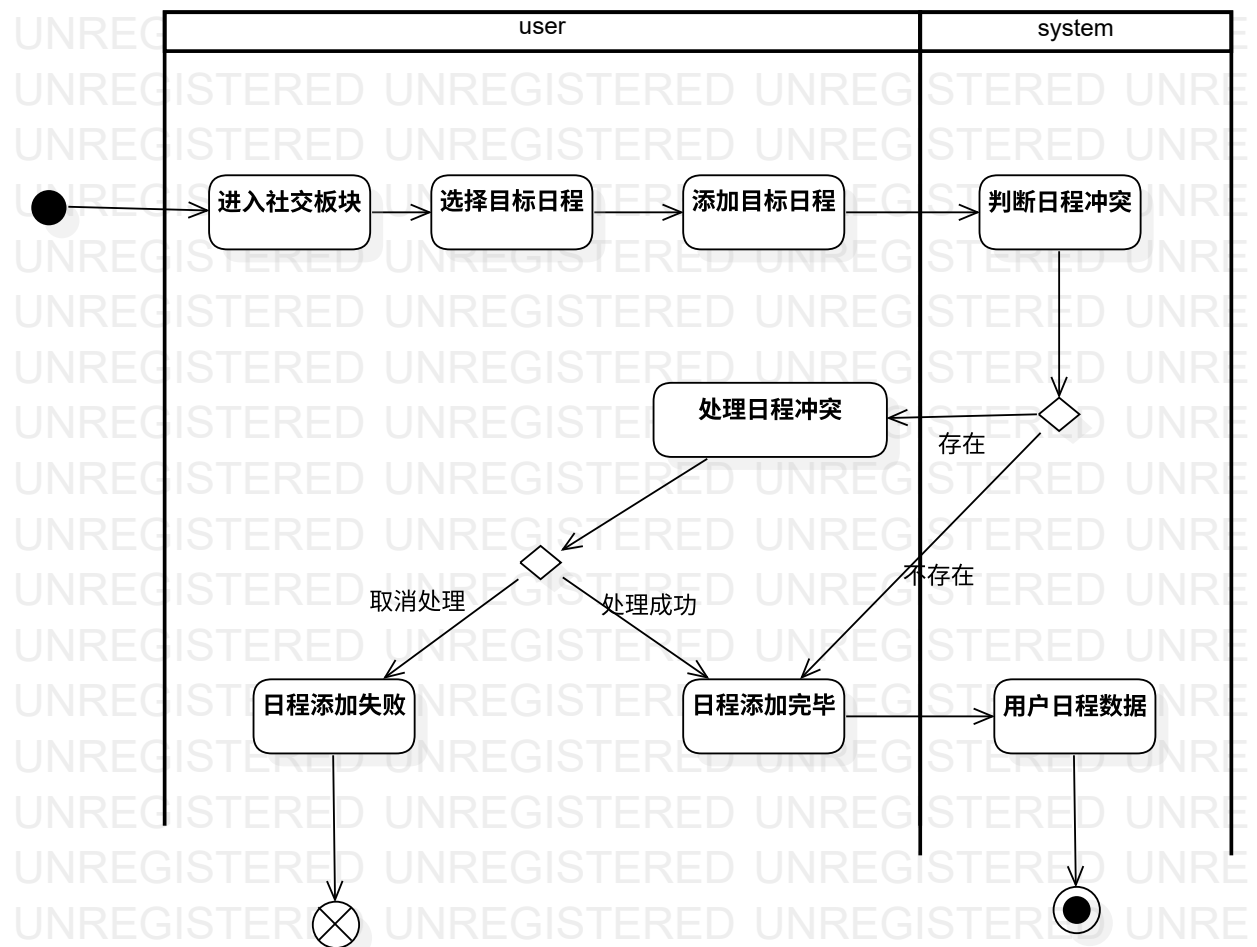 user
system
进入社交板块
选择目标日程
添加目标日程
判断日程冲突
处理日程冲突
存在
不存在
取消处理
处理成功
日程添加失败
日程添加完毕
用户日程数据
UNREGISTERED